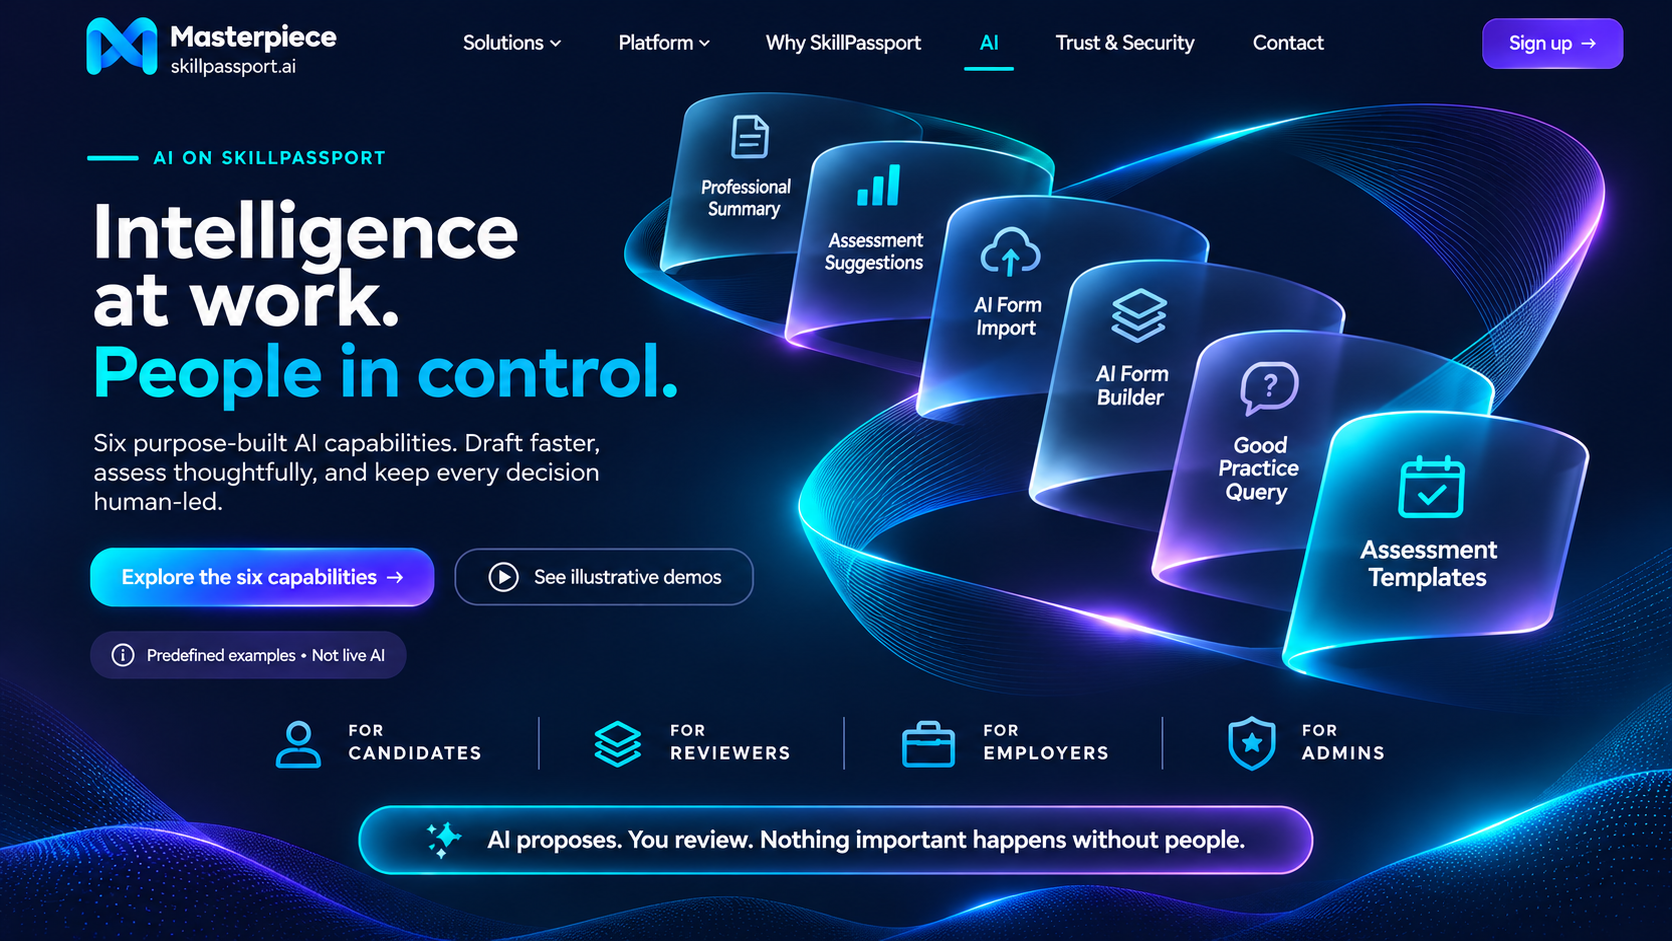 Masterpiece
skillpassport.ai
Solutions
Platform
Why SkillPassport
AI
Trust & Security
Contact
Sign up →
AI ON SKILLPASSPORT
Intelligence
at work.
People in control.
Six purpose-built AI capabilities. Draft faster,
assess thoughtfully, and keep every decision
human-led.
Explore the six capabilities →
See illustrative demos
Predefined examples • Not live AI
Professional
Summary
Assessment
Suggestions
AI Form
Import
AI Form
Builder
?
Good
Practice
Query
Assessment
Templates
FOR
CANDIDATES
FOR
REVIEWERS
FOR
EMPLOYERS
FOR
ADMINS
AI proposes. You review. Nothing important happens without people.